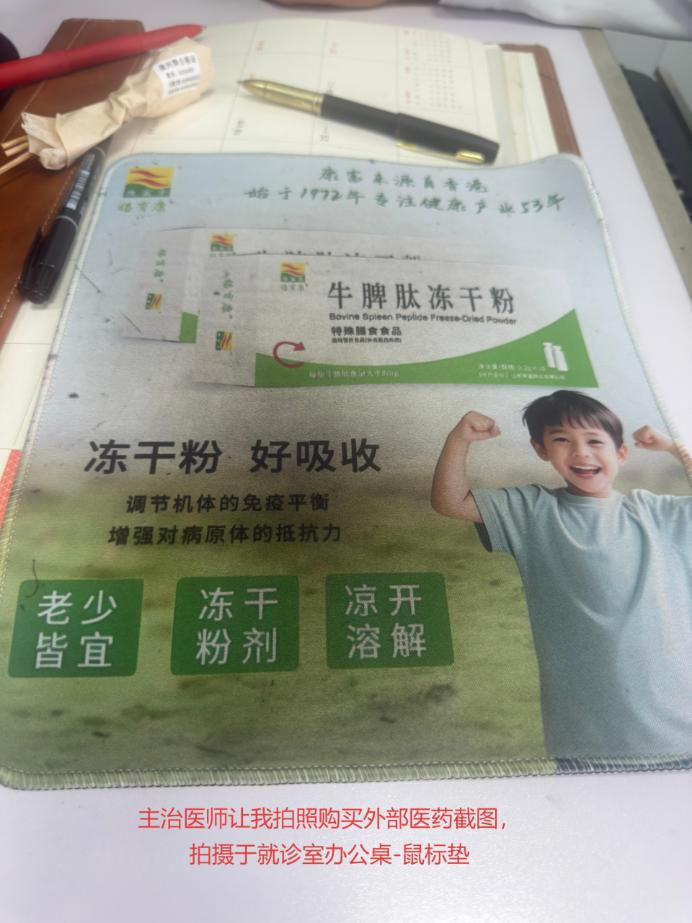 康富来源自香港
始于1972年 专注健康产业53年
牛脾肽冻干粉
Bovine Spleen Peptide Freeze-Dried Powder
特殊膳食食品
冻干粉 好吸收
调节机体的免疫平衡
增强对病原体的抵抗力
老少
皆宜
冻干
粉剂
凉开
溶解
主治医师让我拍照购买外部医药截图，
拍摄于就诊室办公桌-鼠标垫